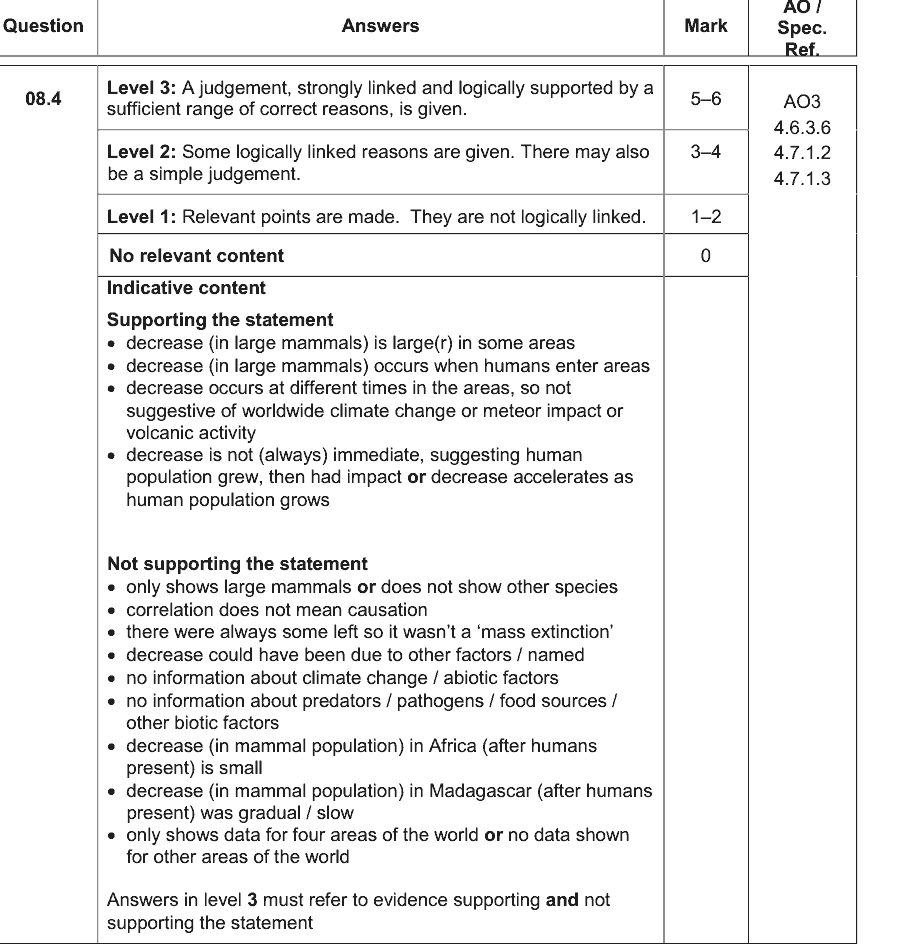 AO /
Question Answers Mark Spec.
Ref.
08.4
Level 3: A judgement, strongly linked and logically supported by a
sufficient range of correct reasons, is given.
5–6
AO3
4.6.3.6
4.7.1.2
4.7.1.3
Level 2: Some logically linked reasons are given. There may also
be a simple judgement.
3–4
Level 1: Relevant points are made. They are not logically linked.
1–2
No relevant content
0
Indicative content
Supporting the statement
• decrease (in large mammals) is large(r) in some areas
• decrease (in large mammals) occurs when humans enter areas
• decrease occurs at different times in the areas, so not
suggestive of worldwide climate change or meteor impact or
volcanic activity
• decrease is not (always) immediate, suggesting human
population grew, then had impact or decrease accelerates as
human population grows
Not supporting the statement
• only shows large mammals or does not show other species
• correlation does not mean causation
• there were always some left so it wasn't a 'mass extinction'
• decrease could have been due to other factors / named
• no information about climate change / abiotic factors
• no information about predators / pathogens / food sources /
other biotic factors
• decrease (in mammal population) in Africa (after humans
present) is small
• decrease (in mammal population) in Madagascar (after humans
present) was gradual / slow
• only shows data for four areas of the world or no data shown
for other areas of the world
Answers in level 3 must refer to evidence supporting and not
supporting the statement